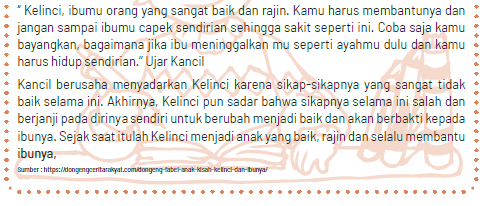 “ Kelinci, ibumu orang yang sangat baik dan rajin. Kamu harus membantunya dan
jangan sampai ibumu capek sendirian sehingga sakit seperti ini. Coba saja kamu
bayangkan, bagaimana jika ibu meninggalkan mu seperti ayahmu dulu dan kamu
harus hidup sendirian.” Ujar Kancil
Kancil berusaha menyadarkan Kelinci karena sikap-sikapnya yang sangat tidak
baik selama ini. Akhirnya, Kelinci pun sadar bahwa sikapnya selama ini salah dan
berjanji pada dirinya sendiri untuk berubah menjadi baik dan akan berbakti kepada
ibunya. Sejak saat itulah Kelinci menjadi anak yang baik, rajin dan selalu membantu
ibunya,
Sumber : https://dongengceritarakyat.com/dongeng-fabel-anak-kisah-kelinci-dan-ibunya/